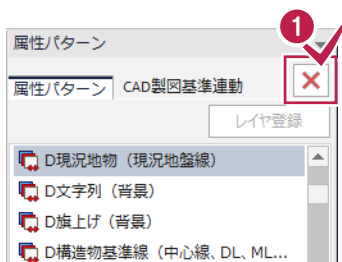 1
属性パターン
属性パターン CAD製図基準連動
レイヤ登録
D現況地物（現況地盤線）
D文字列（背景）
D旗上げ（背景）
D構造物基準線（中心線、DL、ML...